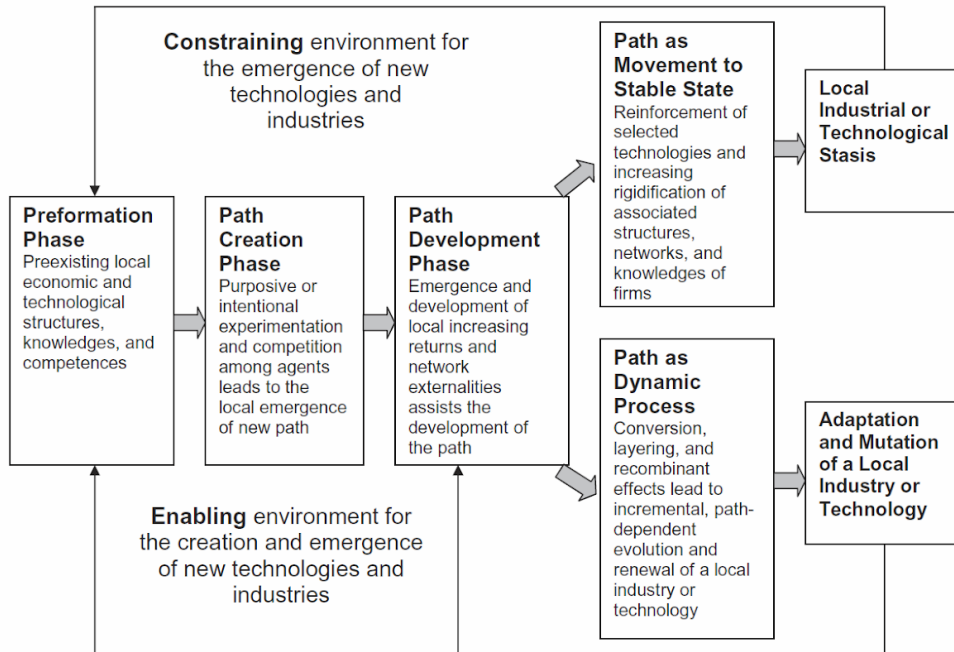 Constraining environment for
the emergence of new
technologies and
industries
Preformation
Phase
Preexisting local
economic and
technological
structures,
knowledges, and
competences
Path
Creation
Phase
Purposive or
intentional
experimentation
and competition
among agents
leads to the
local emergence
of new path
Path
Development
Phase
Emergence and
development of
local increasing
returns and
network
externalities
assists the
development of
the path
Path as
Movement to
Stable State
Reinforcement of
selected
technologies and
increasing
rigidification of
associated
structures,
networks, and
knowledges of
firms
Local
Industrial or
Technological
Stasis
Path as
Dynamic
Process
Conversion,
layering, and
recombinant
effects lead to
incremental, path-
dependent
evolution and
renewal of a local
industry or
technology
Adaptation
and Mutation
of a Local
Industry or
Technology
Enabling environment for
the creation and emergence
of new technologies and
industries